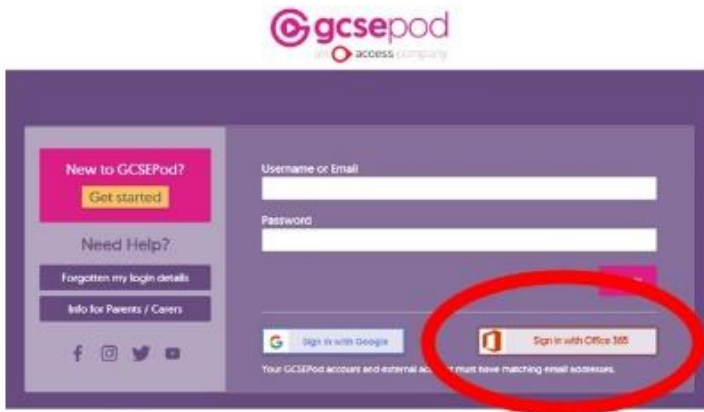 gcsepod
an access company
New to GCSEPod?
Get started
Need Help?
Forgotten my login details
Info for Parents / Carers
Username or Email
Password
Sign in with Google
Sign in with Office 365
Your GCSEPod account and external account must have matching email addresses.